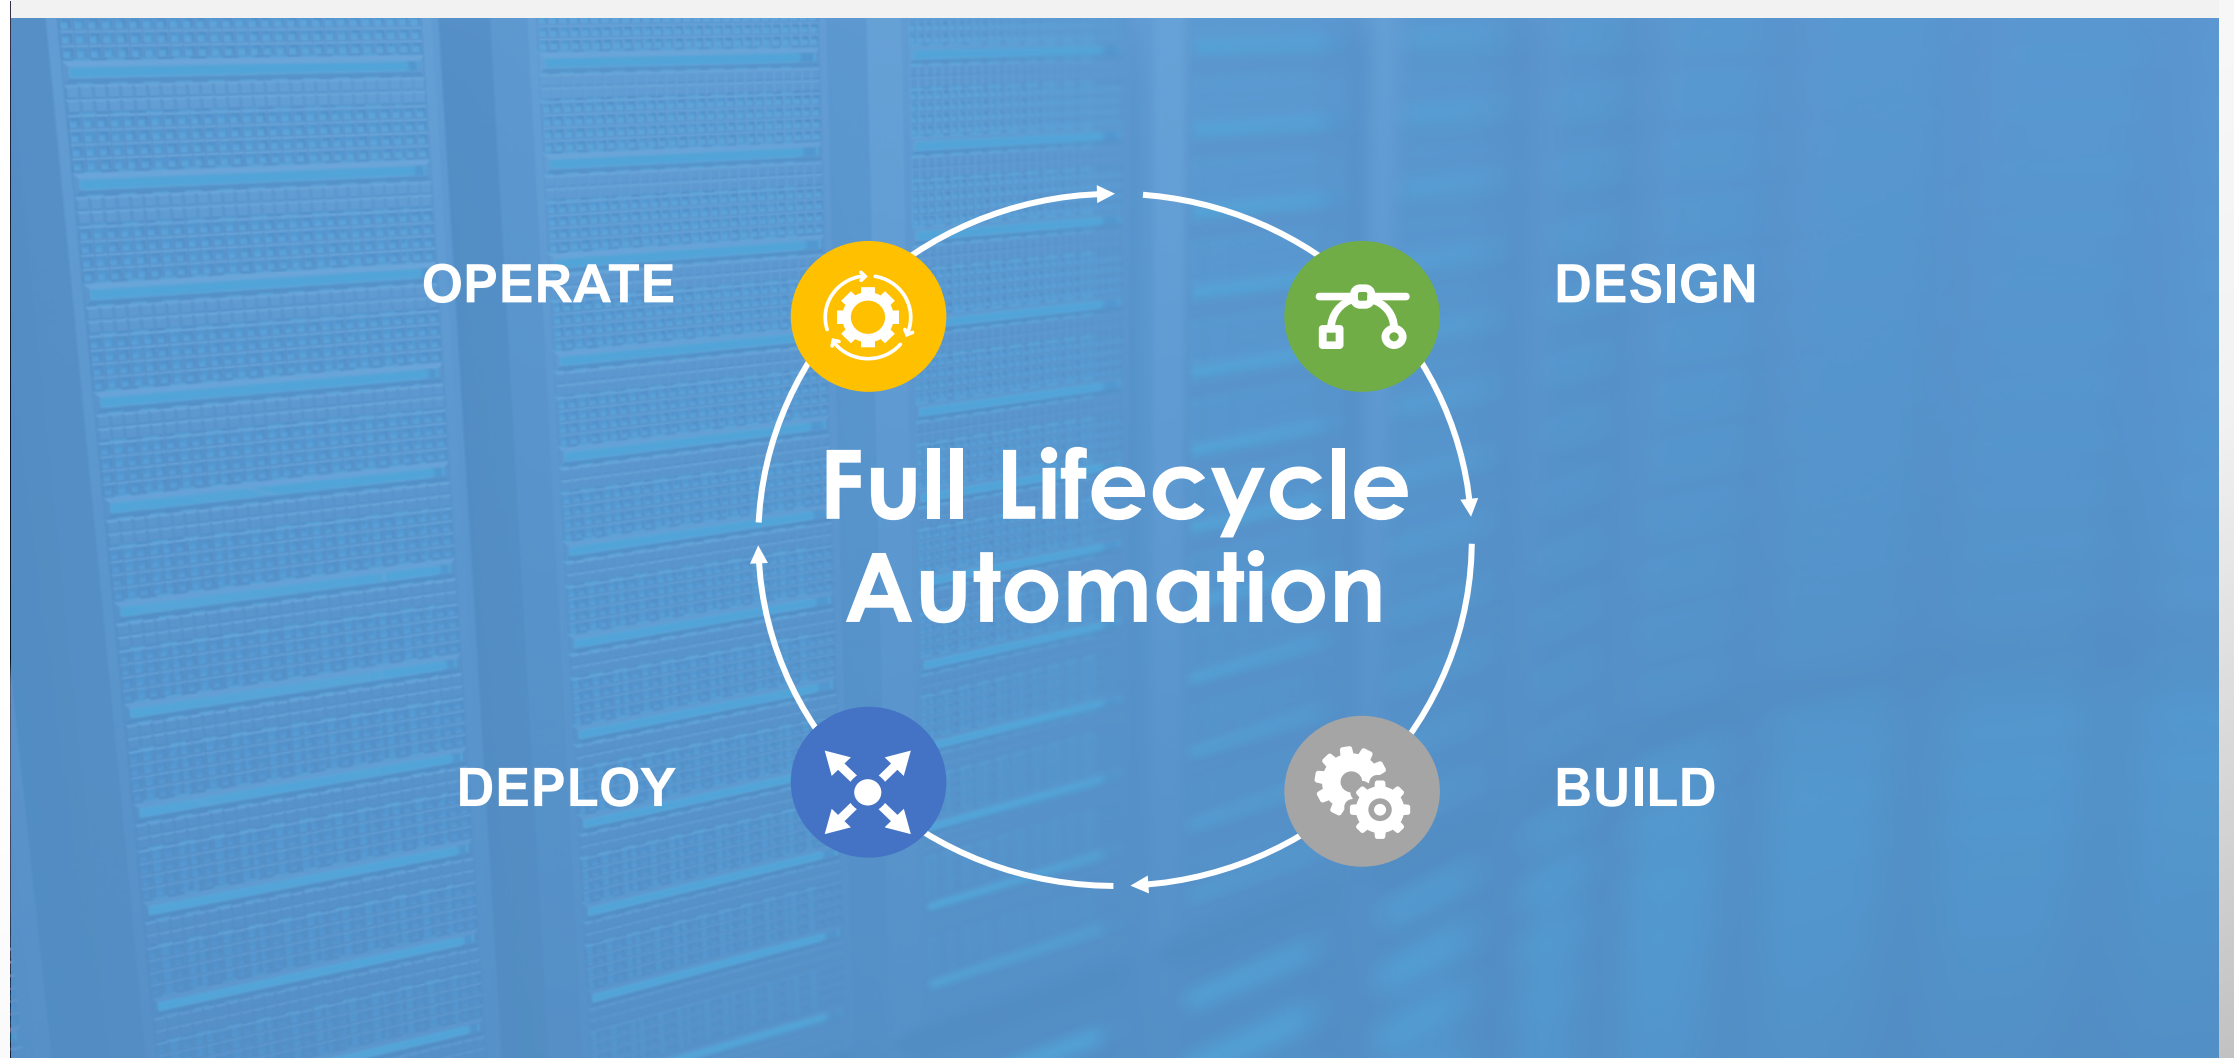 OPERATE
DESIGN
Full Lifecycle
Automation
DEPLOY
BUILD